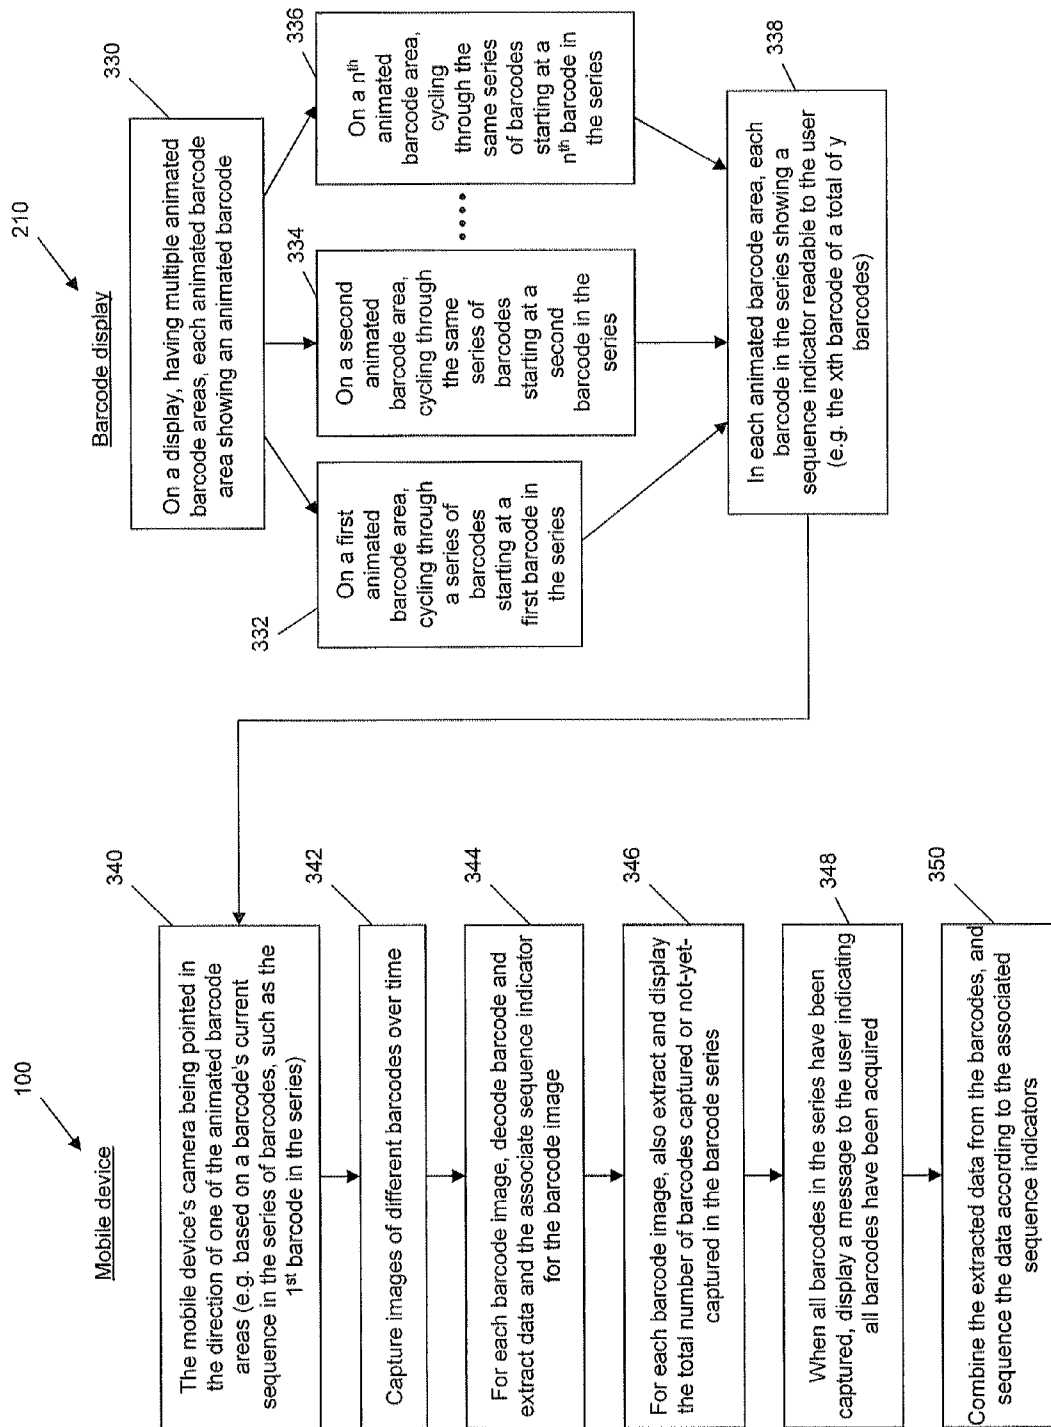 Mobile device
100
340
The mobile device's camera being pointed in
the direction of one of the animated barcode
areas (e.g. based on a barcode's current
sequence in the series of barcodes, such as the
1st barcode in the series)
342
Capture images of different barcodes over time
344
For each barcode image, decode barcode and
extract data and the associate sequence indicator
for the barcode image
346
For each barcode image, also extract and display
the total number of barcodes captured or not-yet-
captured in the barcode series
348
When all barcodes in the series have been
captured, display a message to the user indicating
all barcodes have been acquired
350
Combine the extracted data from the barcodes, and
sequence the data according to the associated
sequence indicators
Barcode display
210
330
On a display, having multiple animated
barcode areas, each animated barcode
area showing an animated barcode
332
On a first
animated
barcode area,
cycling through
a series of
barcodes
starting at a
first barcode in
the series
334
On a second
animated
barcode area,
cycling through
the same
series of
barcodes
starting at a
second
barcode in the
series
336
On a nth
animated
barcode area,
cycling
through the
same series
of barcodes
starting at a
nth barcode in
the series
338
In each animated barcode area, each
barcode in the series showing a
sequence indicator readable to the user
(e.g. the xth barcode of a total of y
barcodes)